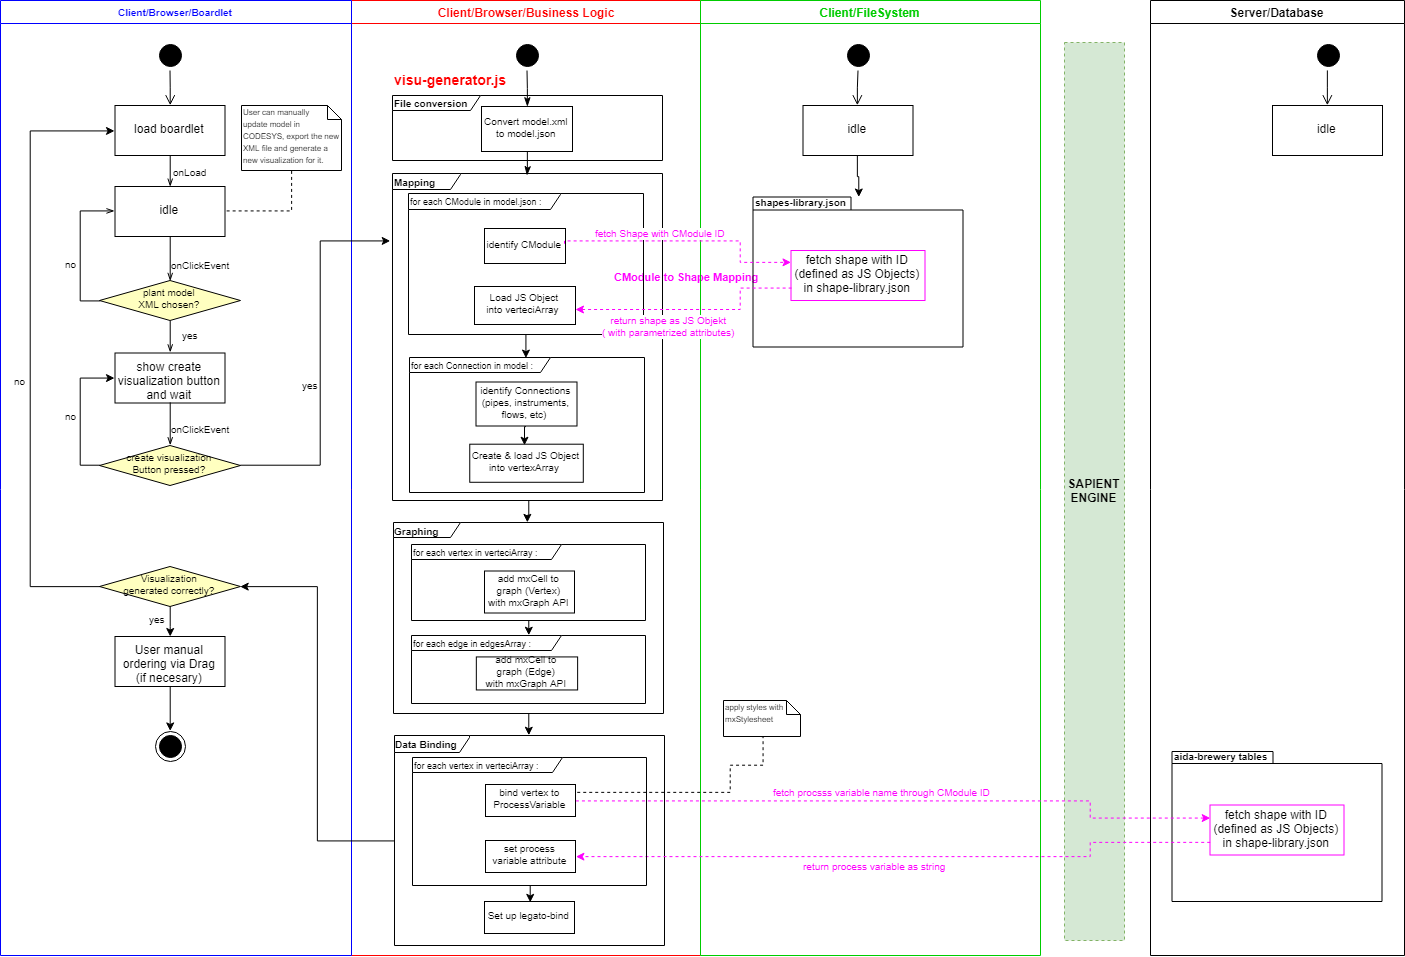 Client/Browser/Boardlet
Client/Browser/Business Logic
Client/FileSystem
Server/Database
load boardlet
onLoad
User can manually
update model in
CODESYS, export the new
XML file and generate a
new visualization for it.
idle
onClickEvent
no
plant model
XML chosen?
yes
show create
visualization button
and wait
no
no
onClickEvent
create visualization
Button pressed?
yes
Visualization
generated correctly?
yes
User manual
ordering via Drag
(if necesary)
visu-generator.js
File conversion
Convert model.xml
to model.json
Mapping
for each CModule in model.json :
identify CModule
fetch Shape with CModule ID
CModule to Shape Mapping
Load JS Object
into verteciArray
return shape as JS Objekt
( with parametrized attributes)
for each Connection in model :
identify Connections
(pipes, instruments,
flows, etc)
Create & load JS Object
into vertexArray
Graphing
for each vertex in verteciArray :
add mxCell to
graph (Vertex)
with mxGraph API
for each edge in edgesArray :
add mxCell to
graph (Edge)
with mxGraph API
Data Binding
for each vertex in verteciArray :
bind vertex to
ProcessVariable
set process
variable attribute
Set up legato-bind
idle
shapes-library.json
fetch shape with ID
(defined as JS Objects)
in shape-library.json
apply styles with
mxStylesheet
fetch procsss variable name through CModule ID
return process variable as string
SAPIENT
ENGINE
idle
aida-brewery tables
fetch shape with ID
(defined as JS Objects)
in shape-library.json